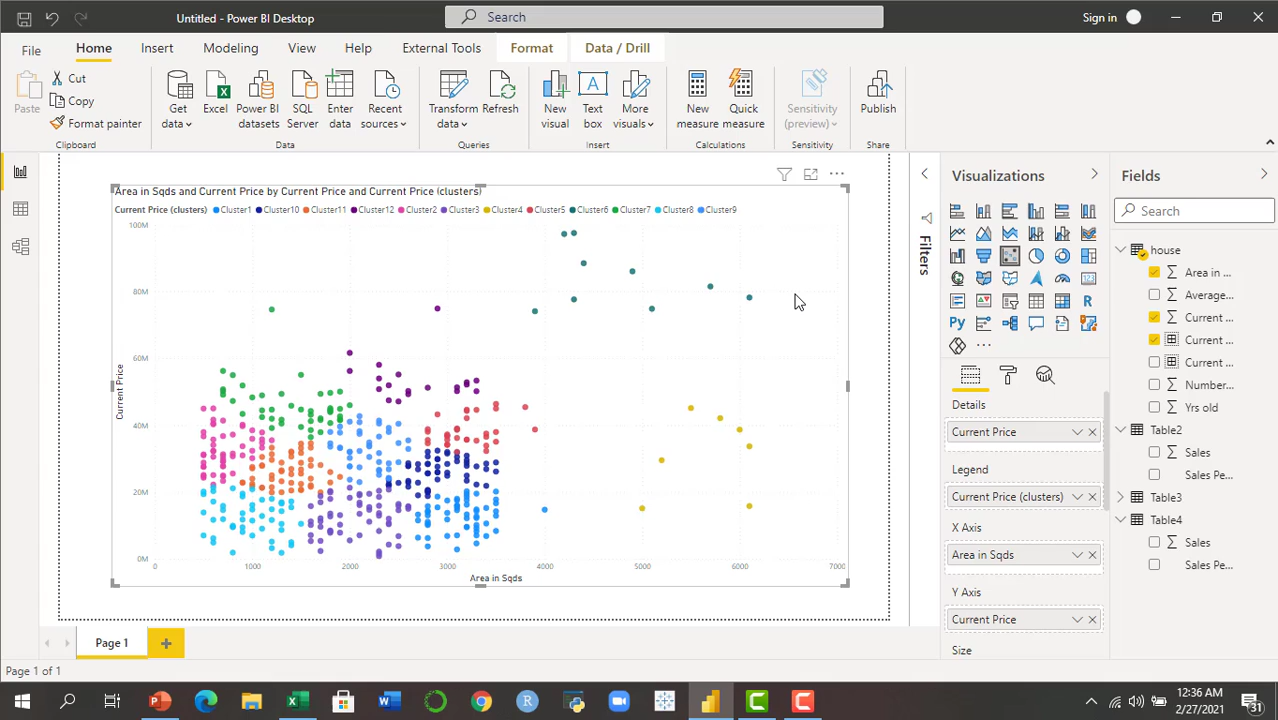 Untitled - Power BI Desktop
Search
Sign in
File
Home
Insert
Modeling
View
Help
External Tools
Format
Data / Drill
Paste
Cut
Copy
Format painter
Clipboard
Get data
Excel
Power BI datasets
SQL Server
Enter data
Recent sources
Data
Transform data
Refresh
Queries
New visual
Text box
More visuals
Insert
New measure
Quick measure
Calculations
Sensitivity (preview)
Sensitivity
Publish
Share
Area in Sqds and Current Price by Current Price and Current Price (clusters)
Current Price (clusters) Cluster1 Cluster10 Cluster11 Cluster12 Cluster2 Cluster3 Cluster4 Cluster5 Cluster6 Cluster7 Cluster8 Cluster9
100M
80M
60M
40M
20M
0M
Current Price
0 1000 2000 3000 4000 5000 6000 7000
Area in Sqds
Filters
Visualizations
R
Py
123
Details
Current Price
Legend
Current Price (clusters)
X Axis
Area in Sqds
Y Axis
Current Price
Size
Fields
Search
house
Area in ...
Average...
Current ...
Current ...
Current ...
Number...
Yrs old
Table2
Sales
Sales Pe...
Table3
Table4
Sales
Sales Pe...
Page 1
Page 1 of 1
12:36 AM
2/27/2021
31